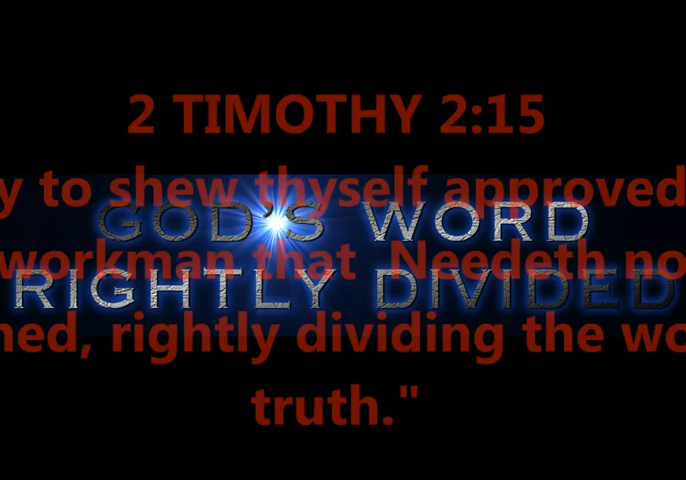 2 TIMOTHY 2:15
y to shew thyself approved
GOD'S WORD
workman that Needeth no
RIGHTLY DIVIDED
ned, rightly dividing the wo
truth."